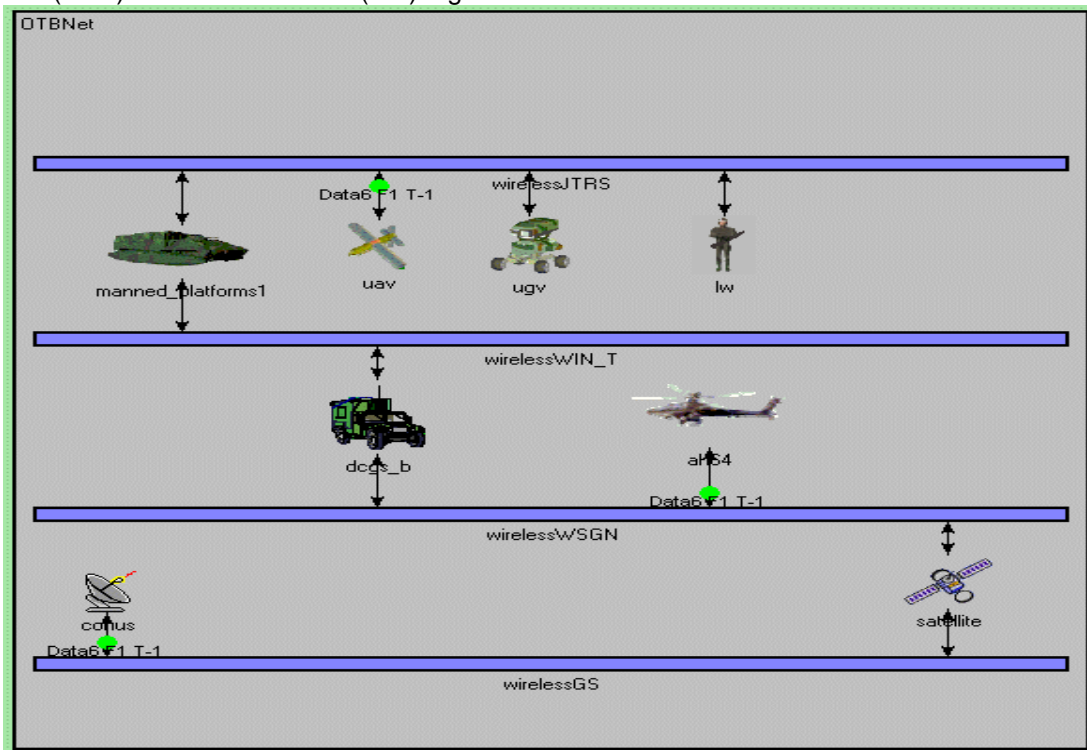 OTBNet
wirelessJTRS
Data6 F1 T-1
manned_platforms1
uav
ugv
lw
wirelessWIN_T
dcgs_b
Data6 F1 T-1
wirelessWSGN
conus
satellite
Data6 F1 T-1
wirelessGS